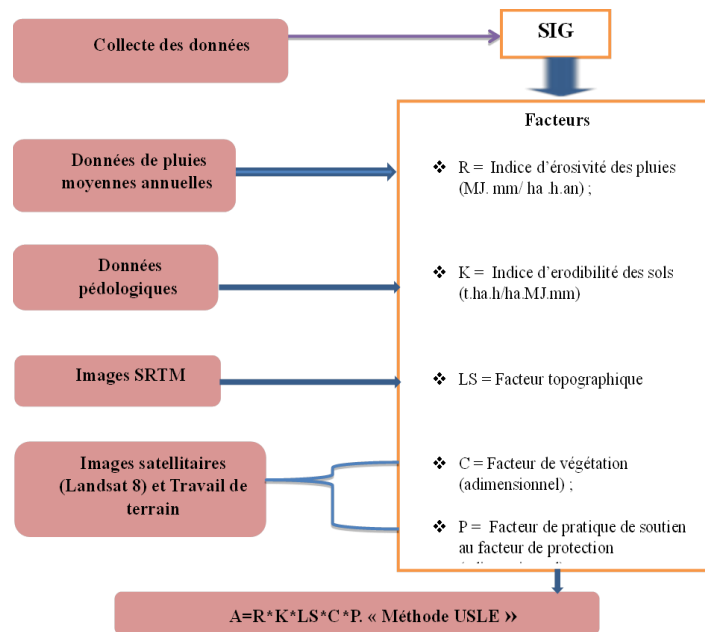 Collecte des données
SIG
Facteurs
Données de pluies
moyennes annuelles
❖ R = Indice d'érosivité des pluies
(MJ. mm/ ha .h.an) ;
Données
pédologiques
❖ K = Indice d'erodibilité des sols
(t.ha.h/ha.MJ.mm)
Images SRTM
❖ LS = Facteur topographique
Images satellitaires
(Landsat 8) et Travail de
terrain
❖ C = Facteur de végétation
(adimensionnel) ;
❖ P = Facteur de pratique de soutien
au facteur de protection
A=R*K*LS*C*P. « Méthode USLE »